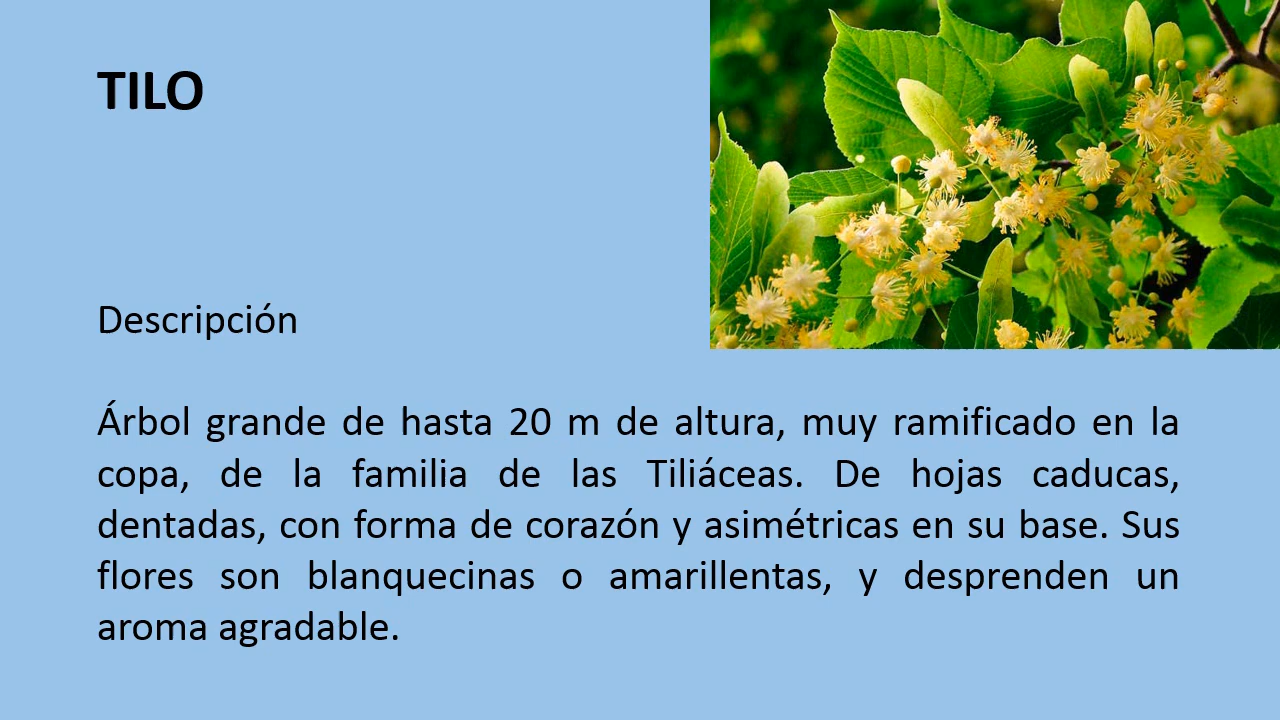 TILO
Descripción
Árbol grande de hasta 20 m de altura, muy ramificado en la
copa, de la familia de las Tiliáceas. De hojas caducas,
dentadas, con forma de corazón y asimétricas en su base. Sus
flores son blanquecinas o amarillentas, y desprenden un
aroma agradable.